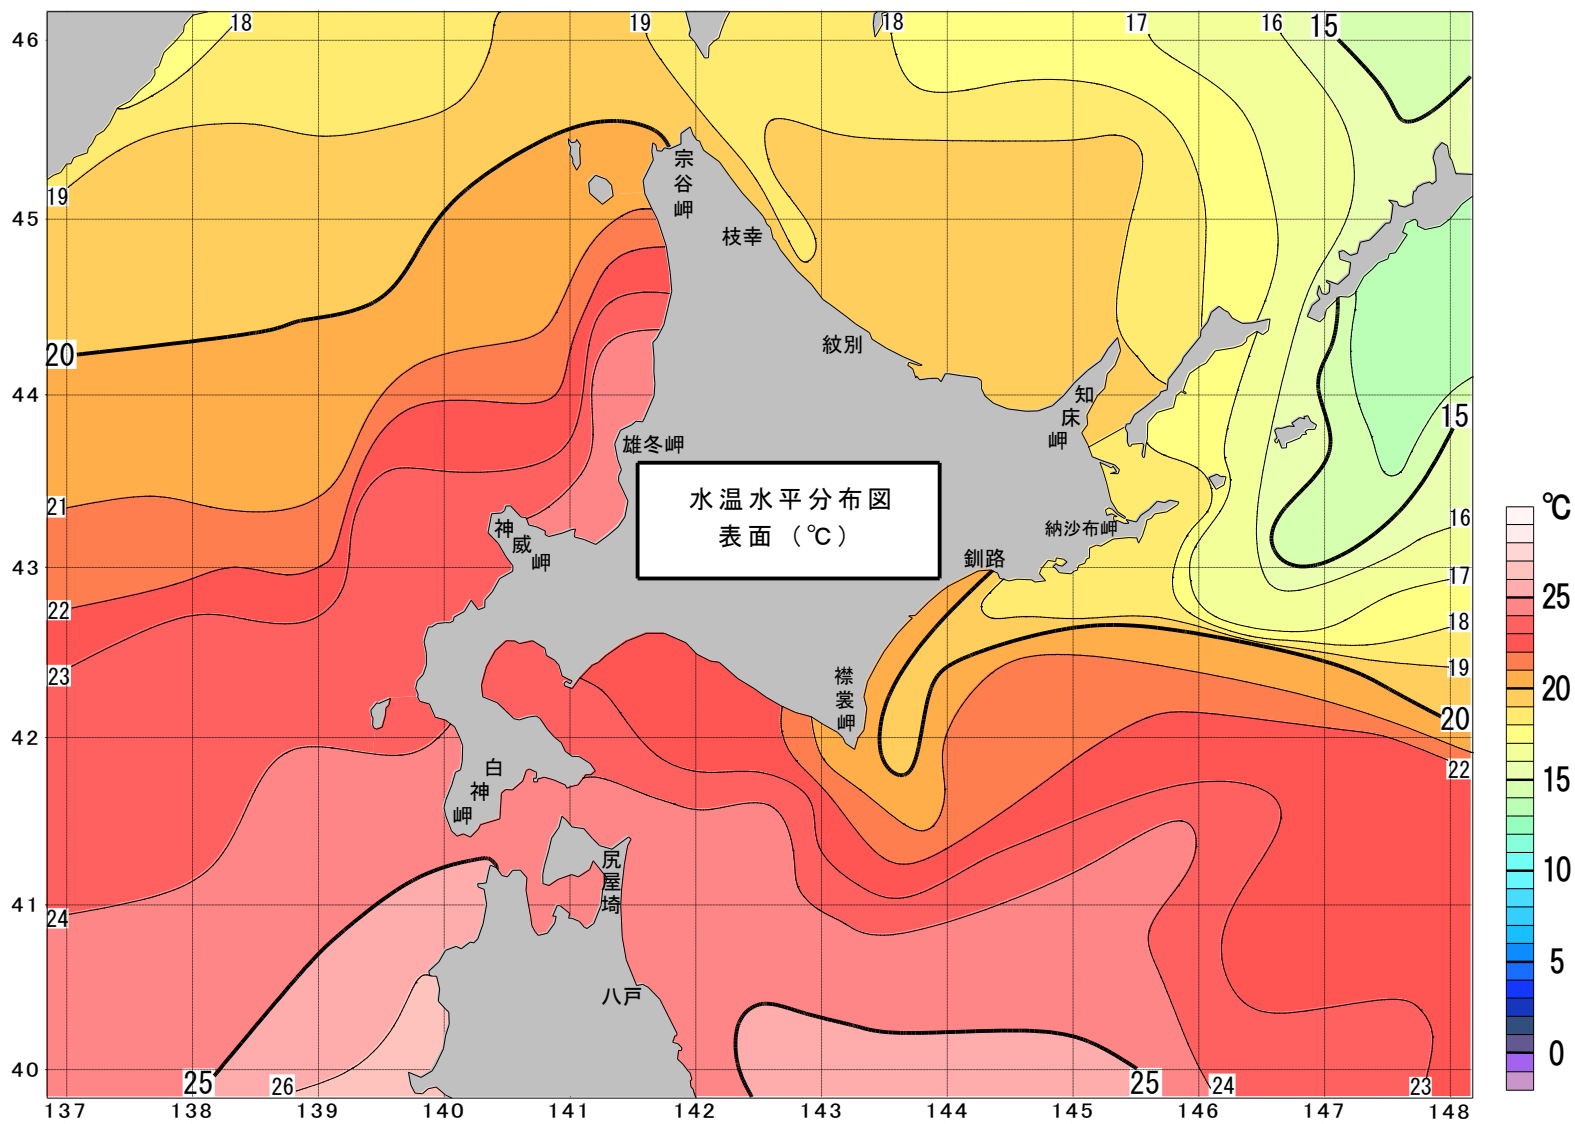 18
19
18
17
16
15
46
宗谷岬
19
45
枝幸
20
紋別
44
知床岬
15
雄冬岬
水温水平分布図
表面（℃）
℃
21
神威岬
納沙布岬
16
43
釧路
17
25
22
18
23
襟裳岬
19
20
20
42
22
白神岬
15
尻屋埼
10
41
24
八戸
5
40
0
25
26
25
24
23
137 138 139 140 141 142 143 144 145 146 147 148